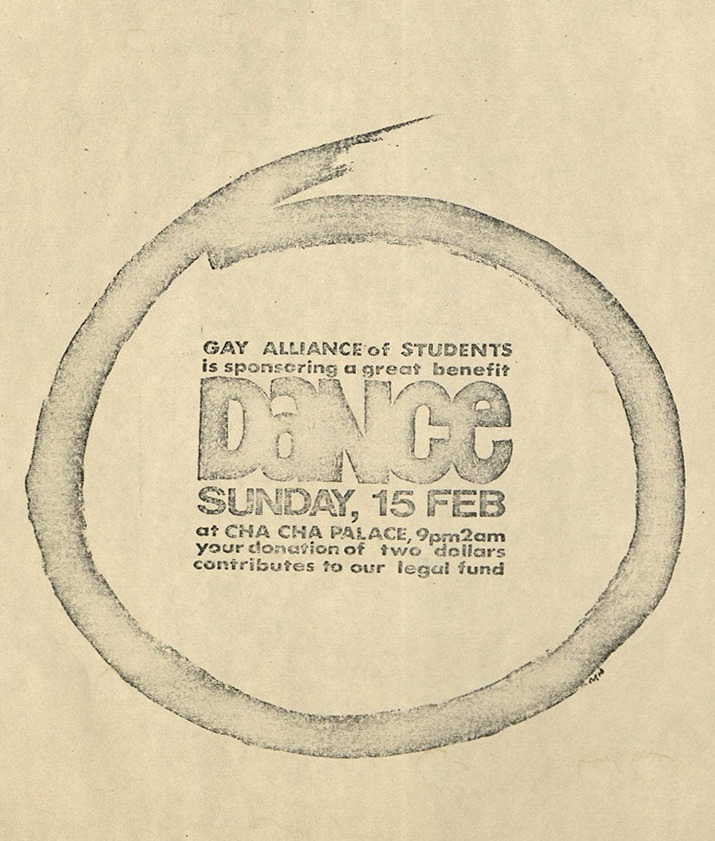 GAY ALLIANCE of STUDENTS
is sponsoring a great benefit
DaNce
SUNDAY, 15 FEB
at CHA CHA PALACE, 9pm2am
your donation of two dollars
contributes to our legal fund